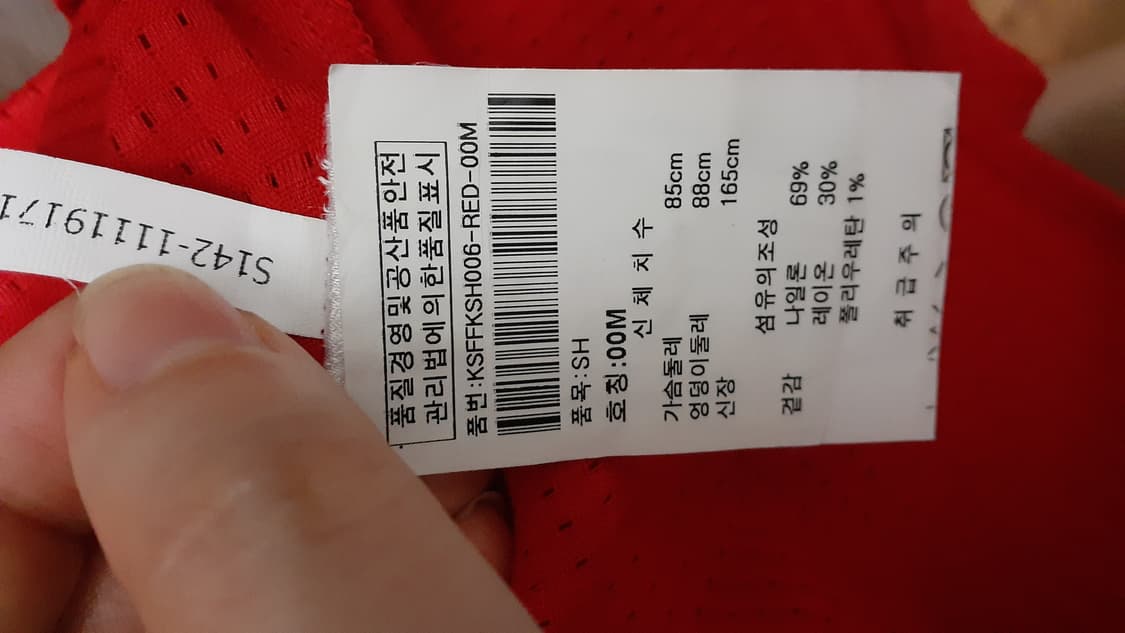 품질경영및공산품안전
관리법에의한품질표시
품번:KSFFKSH006-RED-00M
품목:SH
호칭:00M
신 체 치 수
가슴둘레 85cm
엉덩이둘레 88cm
신장 165cm
섬유의조성
겉감 나일론 69%
레이온 30%
폴리우레탄 1%
취 급 주 의
S142-11119171